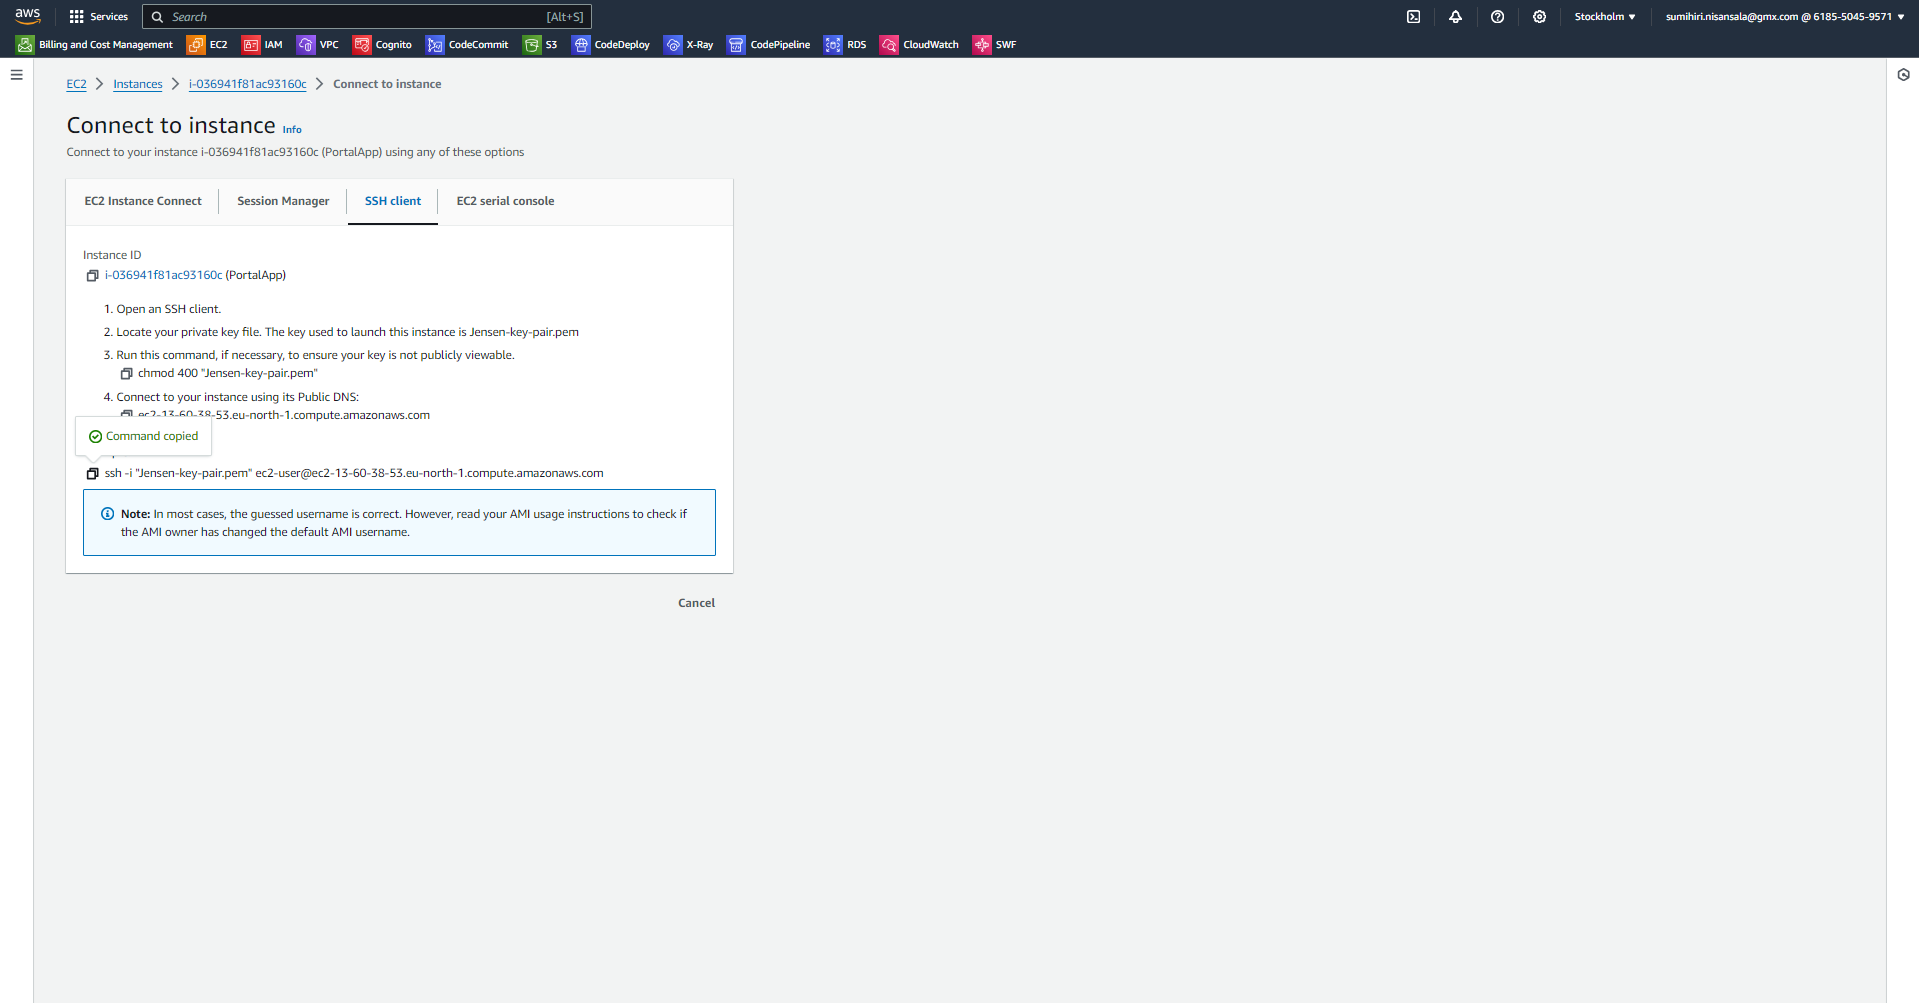 aws
Services
Search
[Alt+S]
Stockholm ▼
sumihiri.nisansala@gmx.com @ 6185-5045-9571 ▼
Billing and Cost Management
EC2
IAM
VPC
Cognito
CodeCommit
S3
CodeDeploy
X-Ray
CodePipeline
RDS
CloudWatch
SWF
EC2 > Instances > i-036941f81ac93160c > Connect to instance
Connect to instance Info
Connect to your instance i-036941f81ac93160c (PortalApp) using any of these options
EC2 Instance Connect
Session Manager
SSH client
EC2 serial console
Instance ID
i-036941f81ac93160c (PortalApp)
1. Open an SSH client.
2. Locate your private key file. The key used to launch this instance is Jensen-key-pair.pem
3. Run this command, if necessary, to ensure your key is not publicly viewable.
chmod 400 "Jensen-key-pair.pem"
4. Connect to your instance using its Public DNS:
ec2-13-60-38-53.eu-north-1.compute.amazonaws.com
Command copied
ssh -i "Jensen-key-pair.pem" ec2-user@ec2-13-60-38-53.eu-north-1.compute.amazonaws.com
Note: In most cases, the guessed username is correct. However, read your AMI usage instructions to check if
the AMI owner has changed the default AMI username.
Cancel